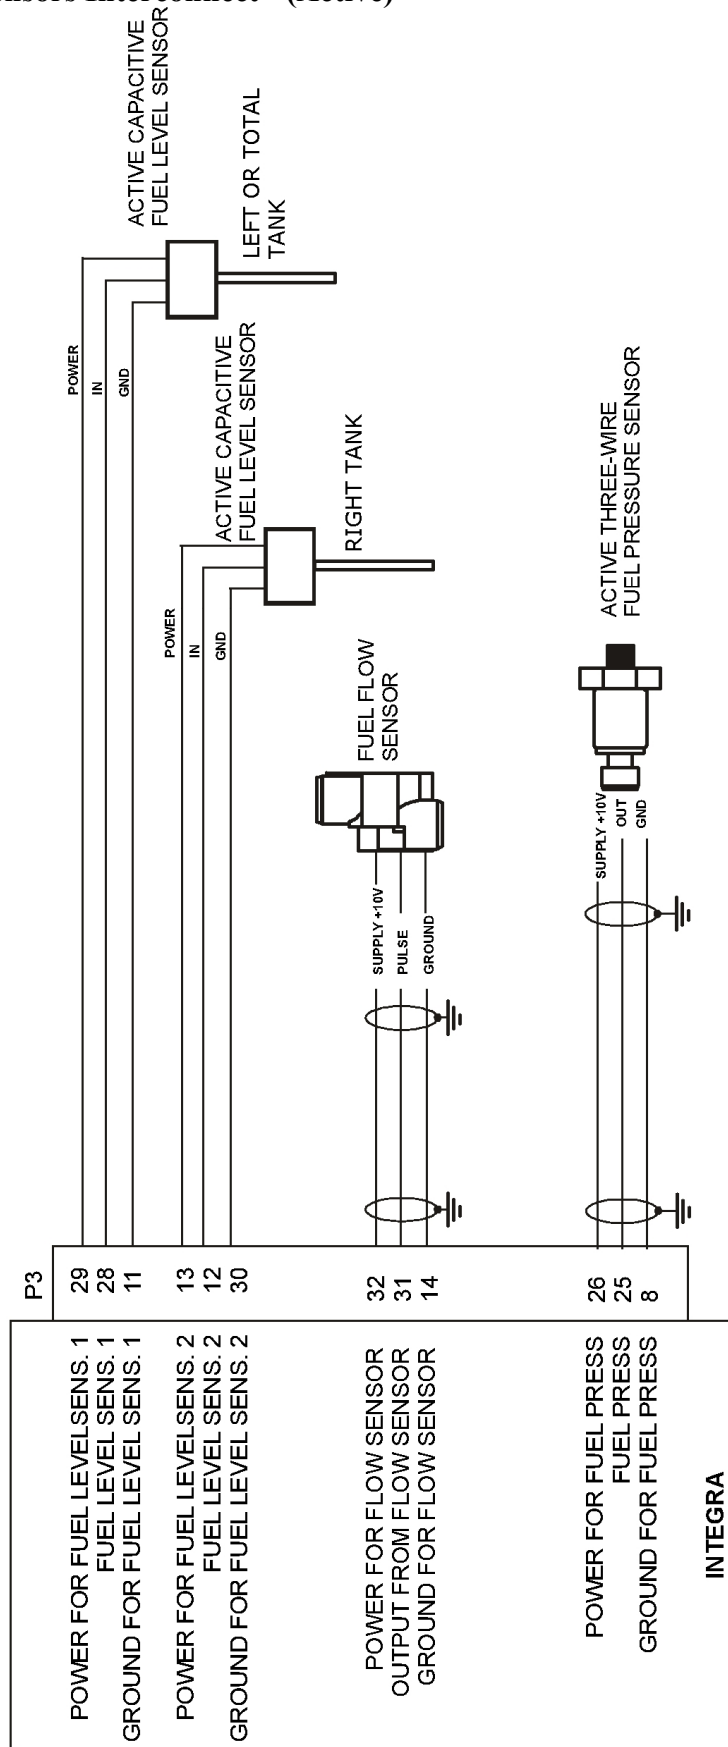 ACTIVE CAPACITIVE
FUEL LEVEL SENSOR
LEFT OR TOTAL
TANK
POWER
IN
GND
ACTIVE CAPACITIVE
FUEL LEVEL SENSOR
RIGHT TANK
POWER
IN
GND
FUEL FLOW
SENSOR
SUPPLY +10V
PULSE
GROUND
ACTIVE THREE-WIRE
FUEL PRESSURE SENSOR
SUPPLY +10V
OUT
GND
P3
29
28
11
13
12
30
32
31
14
26
25
8
POWER FOR FUEL LEVELSENS. 1
FUEL LEVEL SENS. 1
GROUND FOR FUEL LEVEL SENS. 1
POWER FOR FUEL LEVELSENS. 2
FUEL LEVEL SENS. 2
GROUND FOR FUEL LEVEL SENS. 2
POWER FOR FLOW SENSOR
OUTPUT FROM FLOW SENSOR
GROUND FOR FLOW SENSOR
POWER FOR FUEL PRESS
FUEL PRESS
GROUND FOR FUEL PRESS
INTEGRA